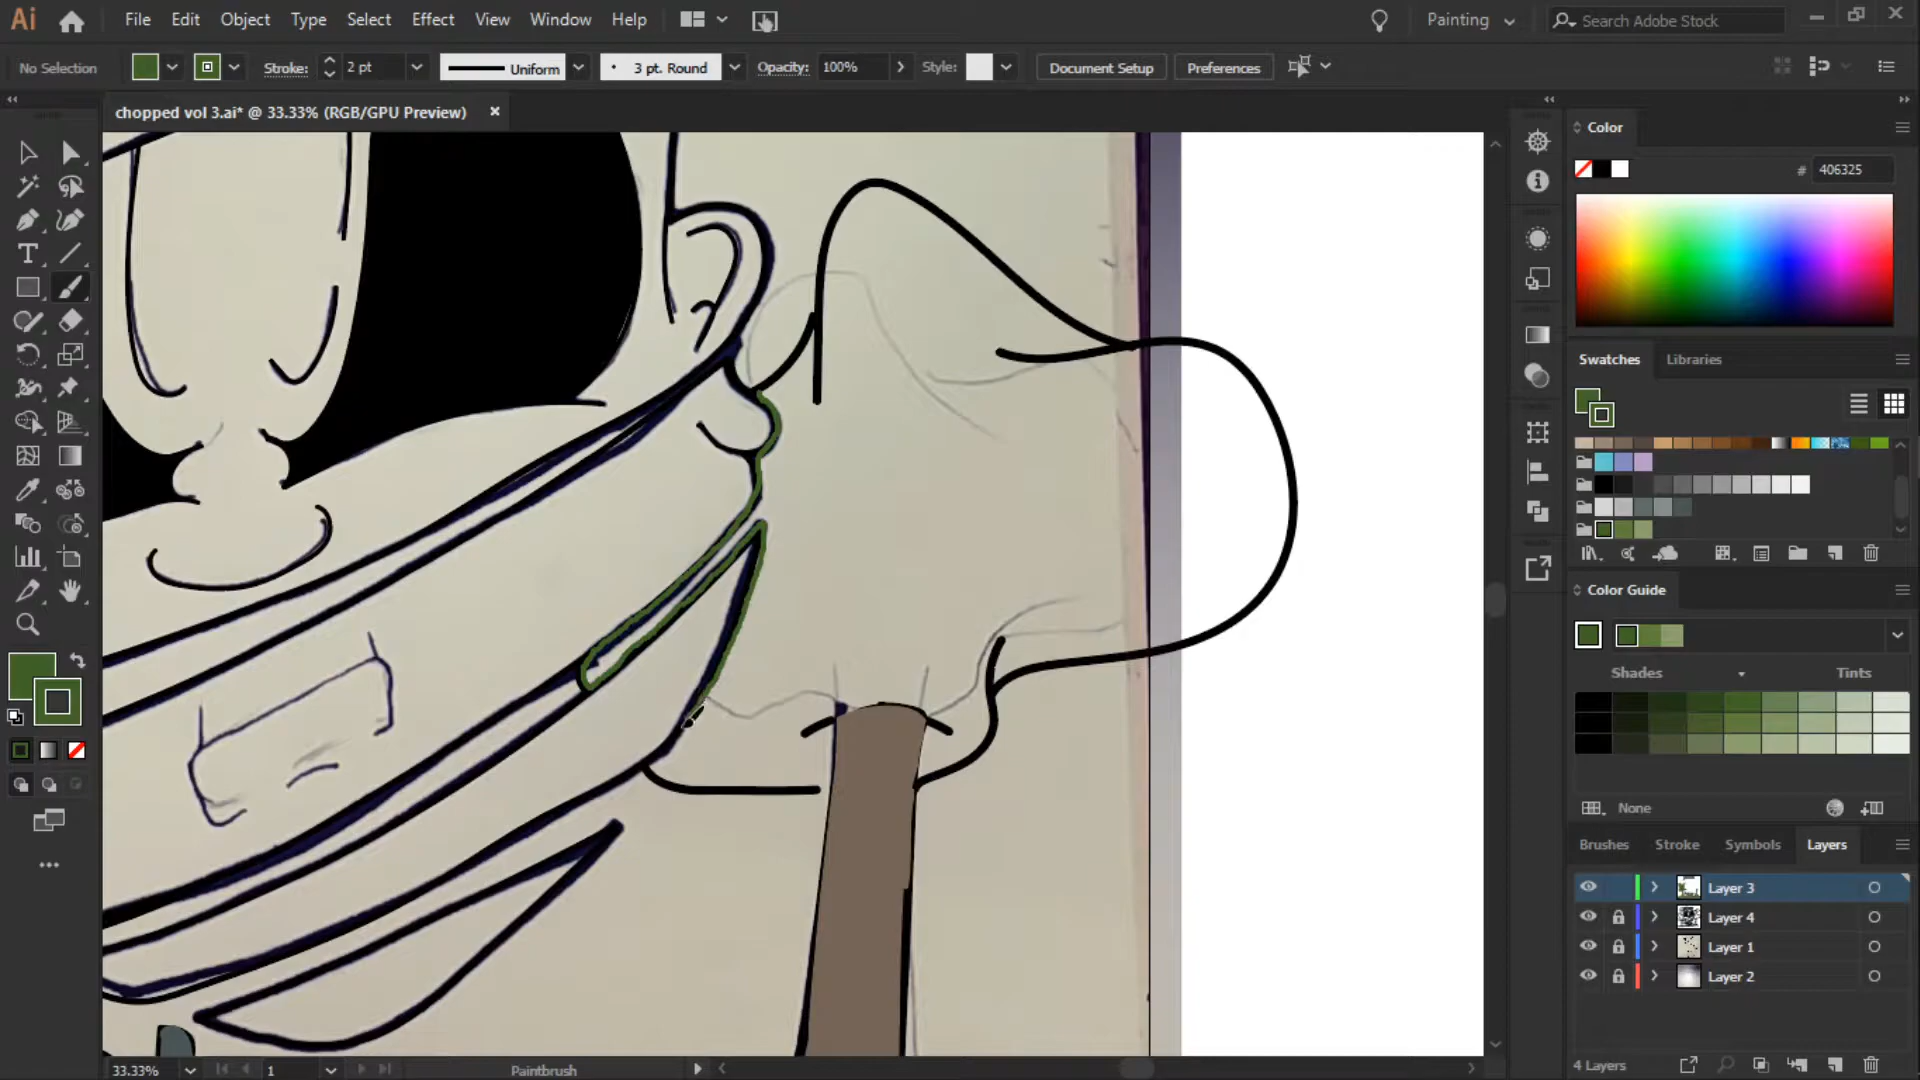 Ai File Edit Object Type Select Effect View Window Help Painting Search Adobe Stock
No Selection Stroke: 2 pt Uniform 3 pt. Round Opacity: 100% Style: Document Setup Preferences
chopped vol 3.ai* @ 33.33% (RGB/GPU Preview)
Color
# 406325
Swatches Libraries
Color Guide
Shades Tints
None
Brushes Stroke Symbols Layers
Layer 3
Layer 4
Layer 1
Layer 2
4 Layers
33.33% 1 Paintbrush